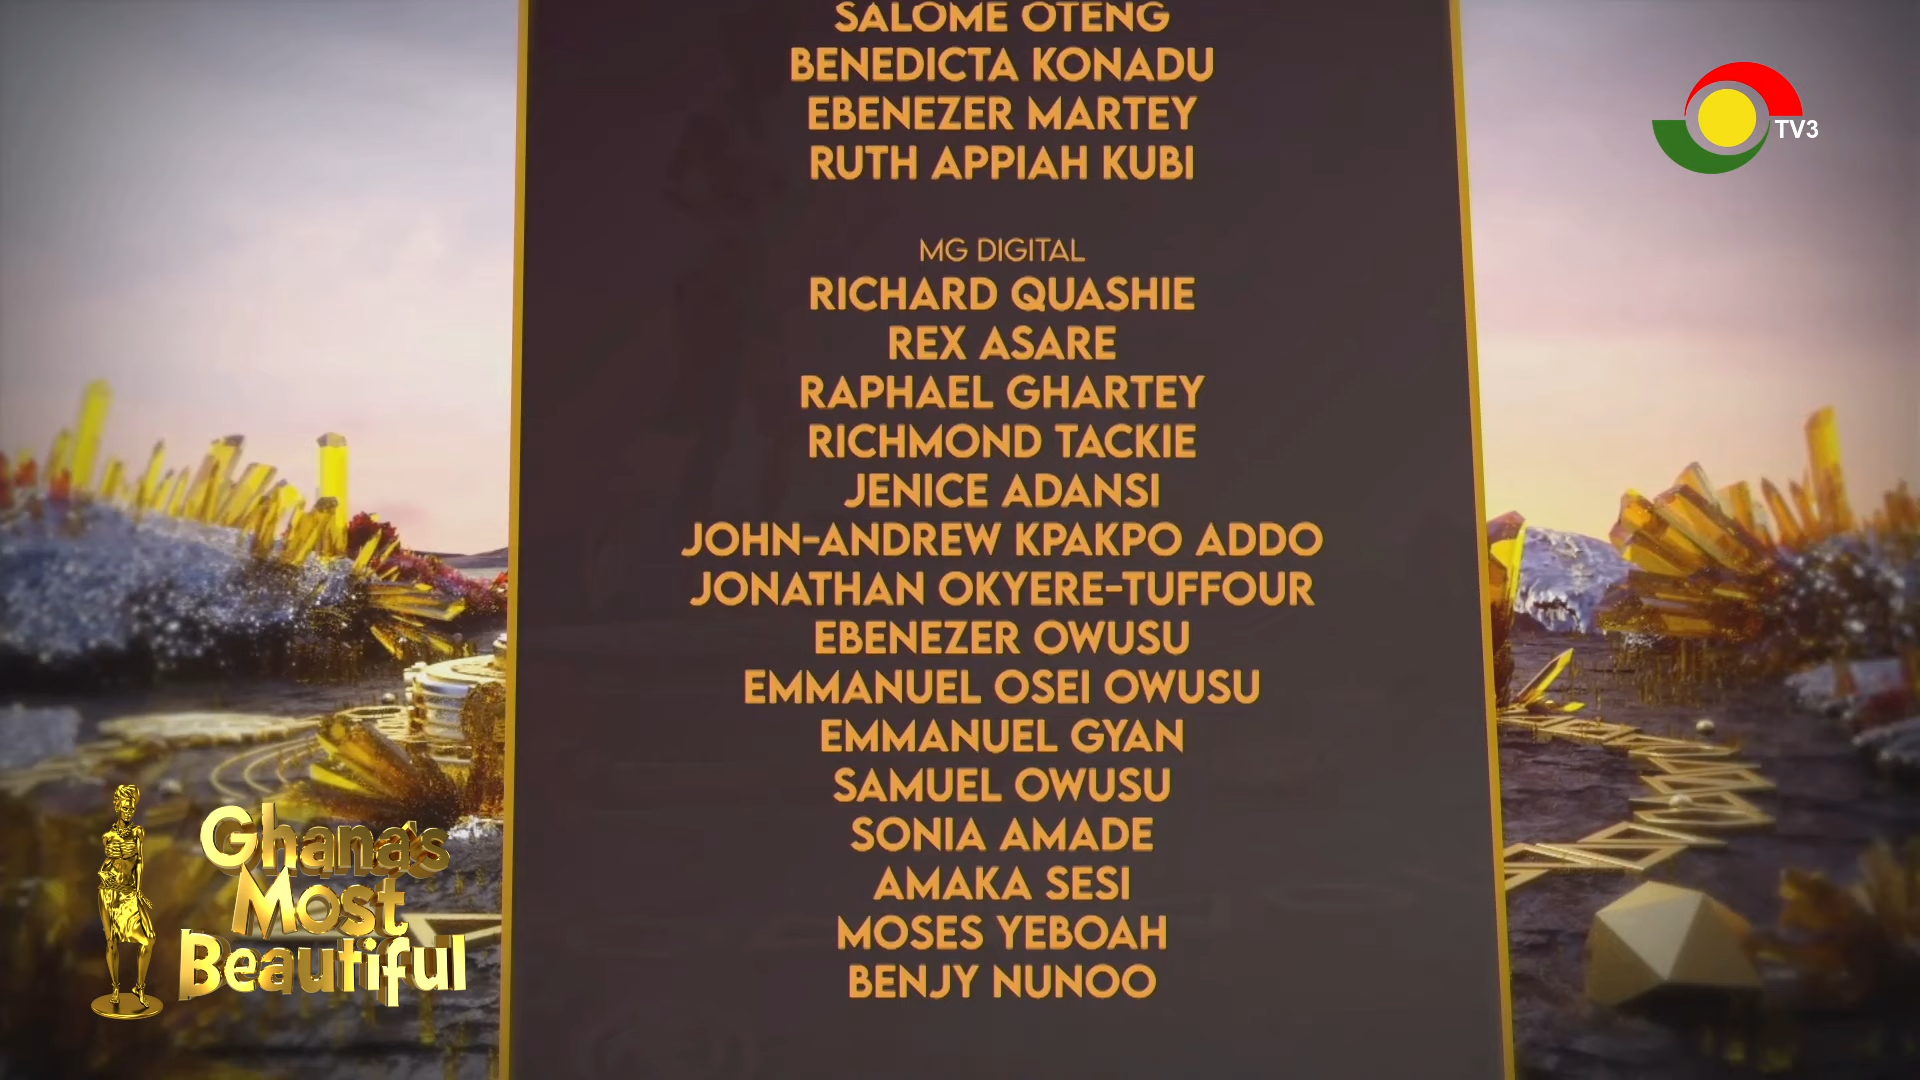 SALOME OTENG
BENEDICTA KONADU
EBENEZER MARTEY
RUTH APPIAH KUBI
TV3
MG DIGITAL
RICHARD QUASHIE
REX ASARE
RAPHAEL GHARTEY
RICHMOND TACKIE
JENICE ADANSI
JOHN-ANDREW KPAKPO ADDO
JONATHAN OKYERE-TUFFOUR
EBENEZER OWUSU
EMMANUEL OSEI OWUSU
EMMANUEL GYAN
SAMUEL OWUSU
SONIA AMADE
AMAKA SESI
MOSES YEBOAH
BENJY NUNOO
Ghana's
Most
Beautiful